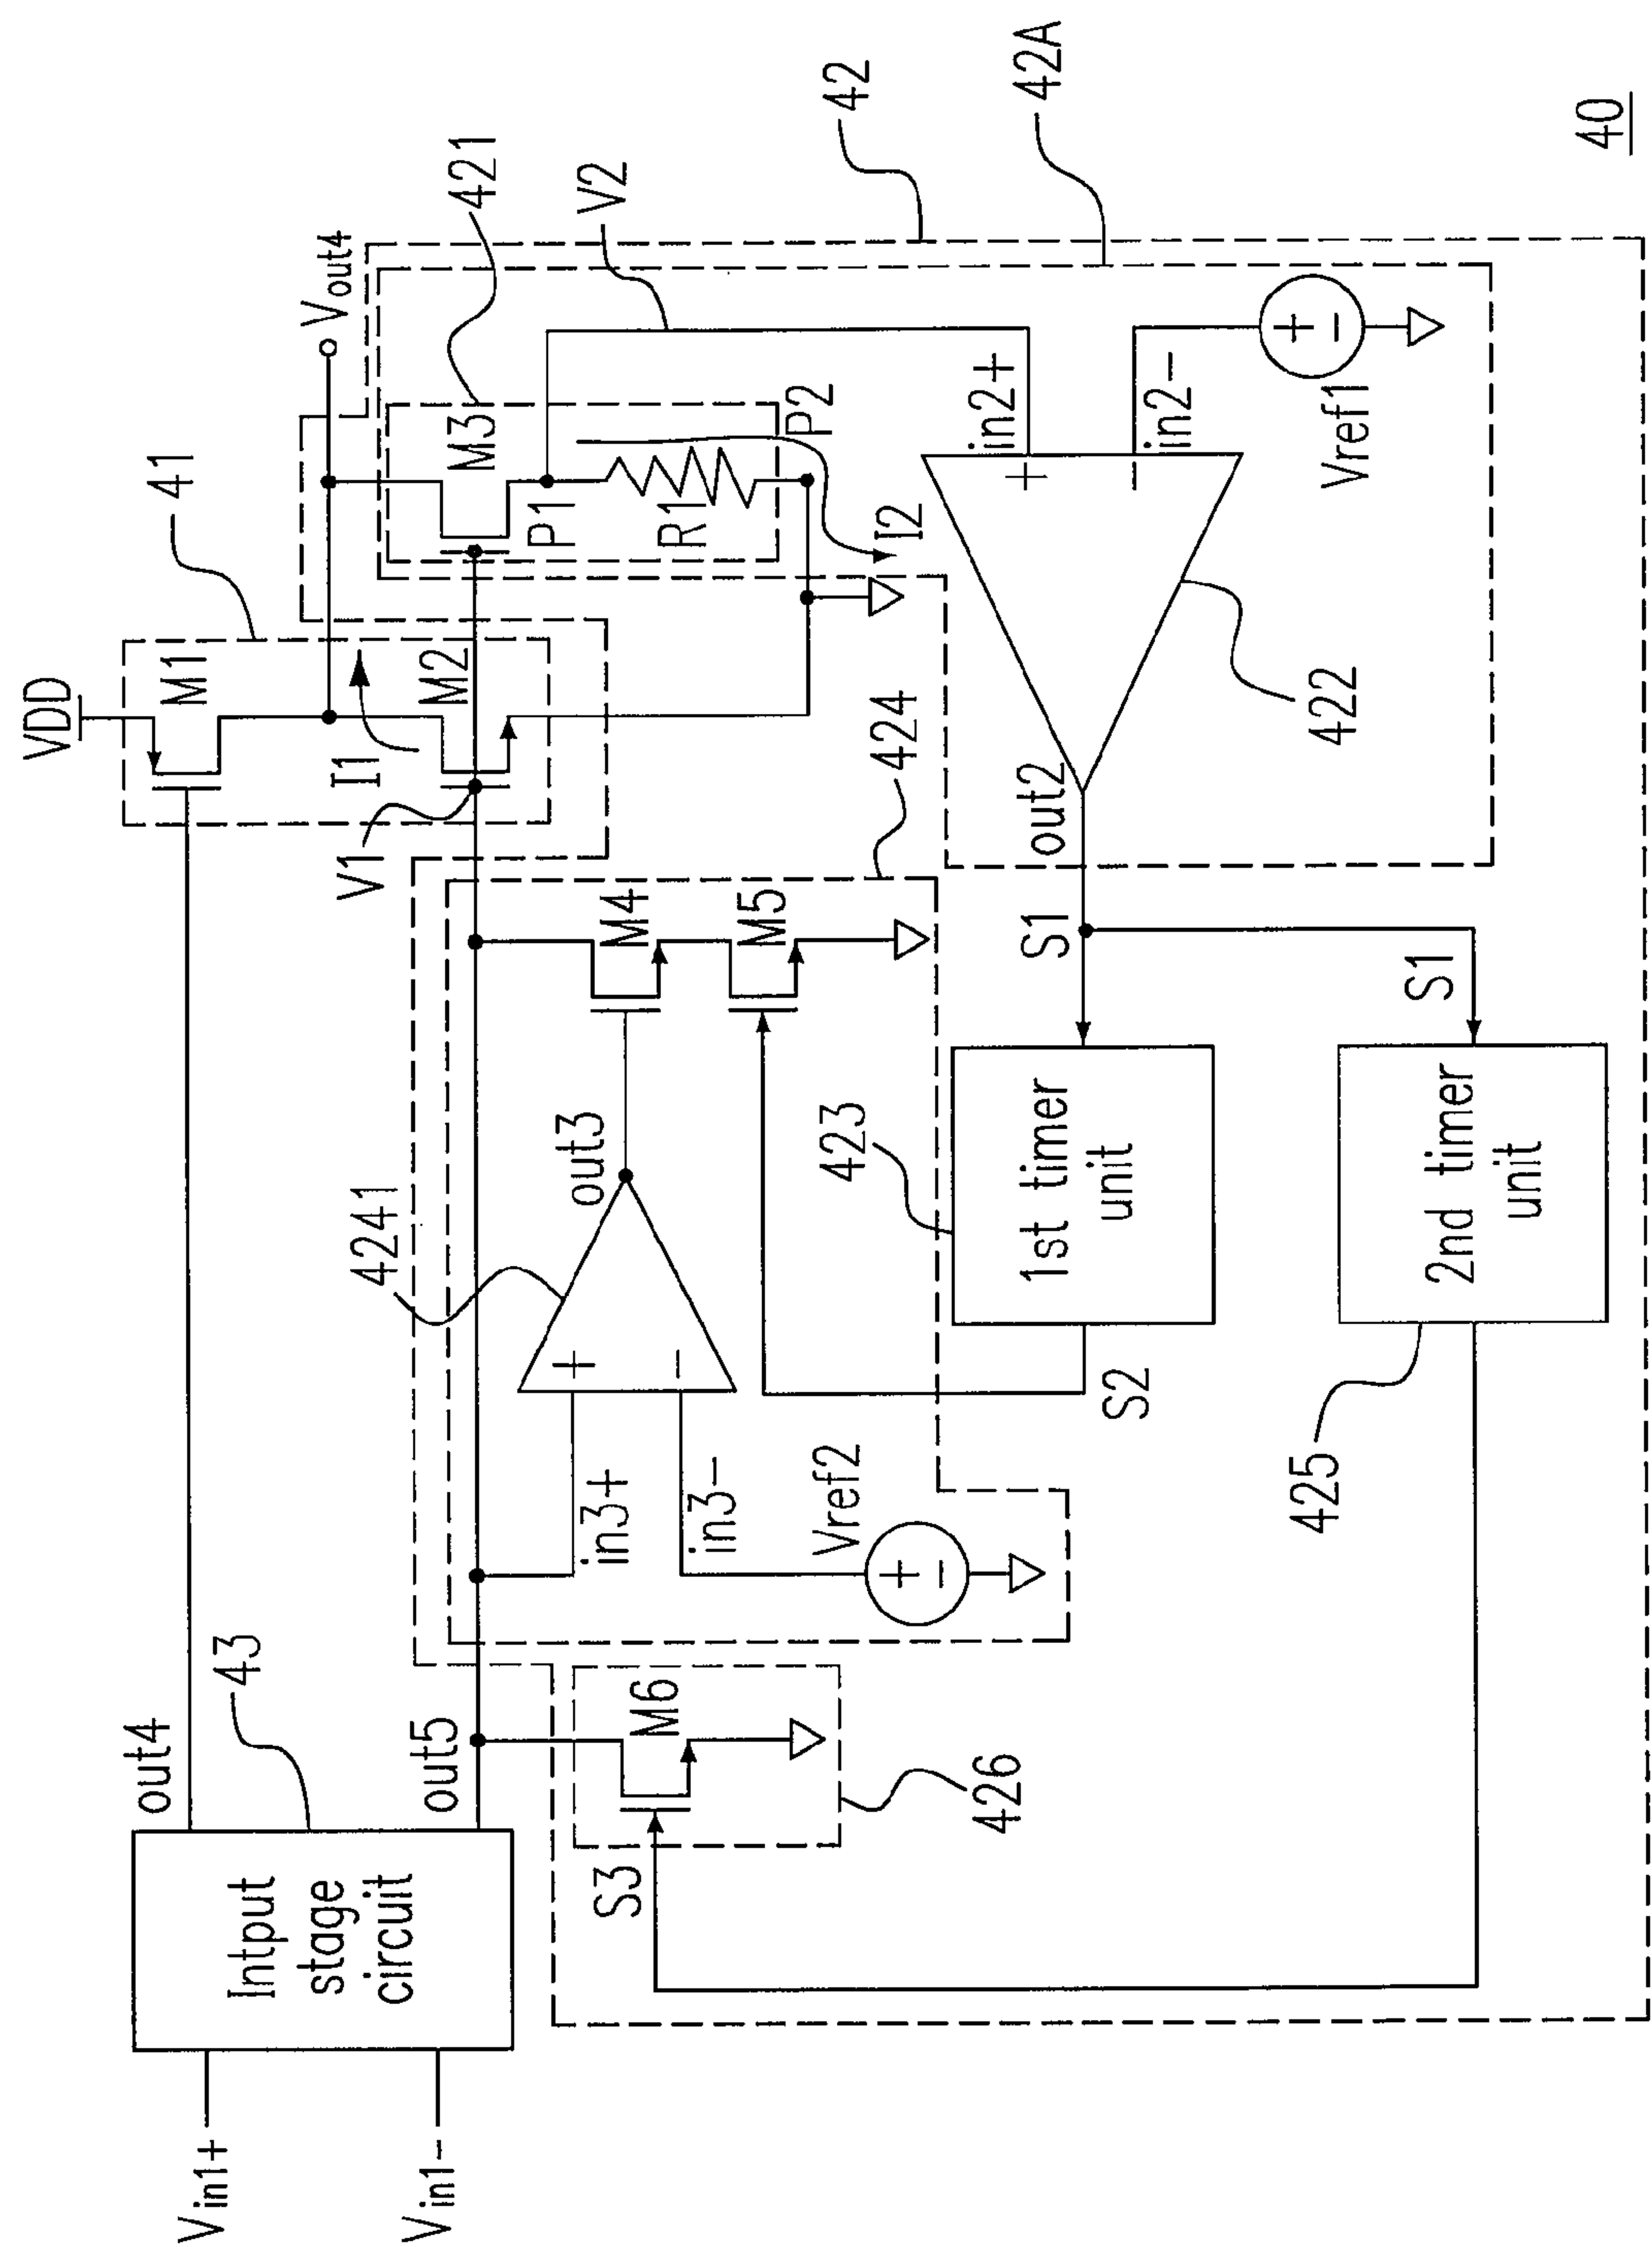 VDD
M1
41
I1
M2
V1
Vout4
M3
421
P1
R1
P2
I2
V2
42
42A
out4
43
Intput
stage
circuit
out5
Vin1+
Vin1-
4241
out3
+
-
in3+
in3-
Vref2
+
-
M4
M5
424
M6
426
S3
in2+
in2-
+
-
Vref1
+
-
422
out2
S1
S1
423
1st timer
unit
S2
2nd timer
unit
425
40